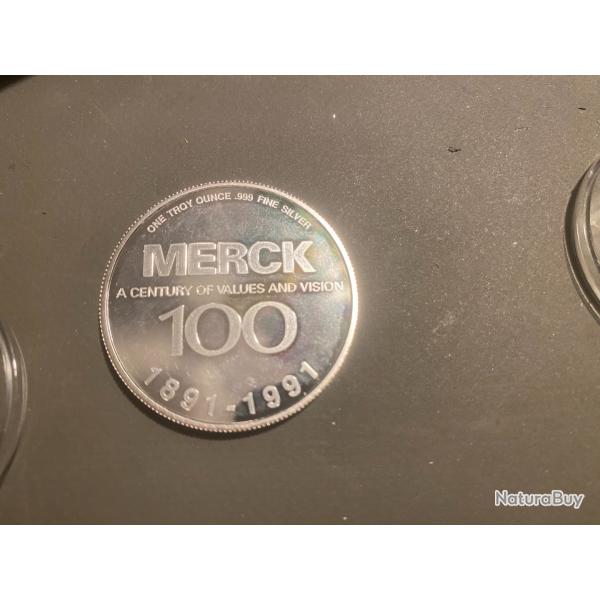 ONE TROY OUNCE .999 FINE SILVER
MERCK
A CENTURY OF VALUES AND VISION
100
1891-1991
NaturaBuy